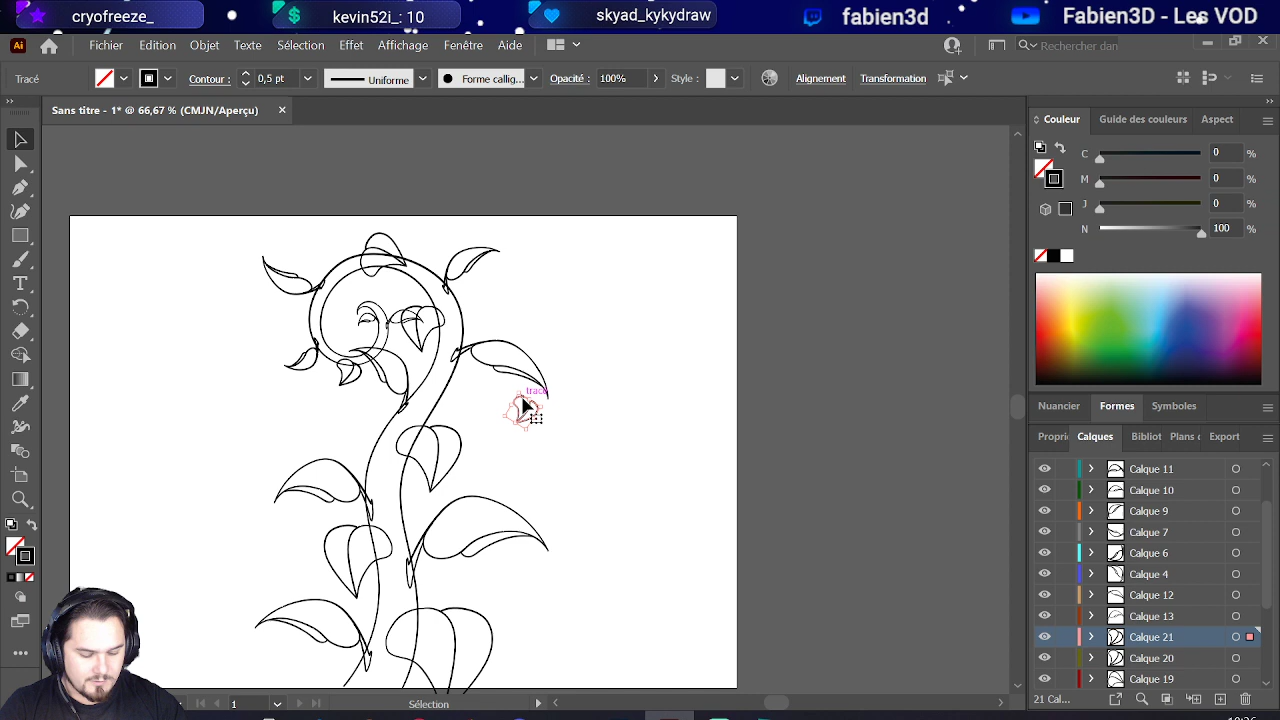 cryofreeze_
kevin52i_: 10
skyad_kykydraw
fabien3d
Fabien3D - Les VOD
Ai
Fichier Edition Objet Texte Sélection Effet Affichage Fenêtre Aide
Rechercher dan
Tracé
Contour : 0,5 pt
Uniforme
Forme callig...
Opacité : 100%
Style :
Alignement
Transformation
Sans titre - 1* @ 66,67 % (CMJN/Aperçu)
Couleur Guide des couleurs Aspect
C 0 %
M 0 %
J 0 %
N 100 %
tracé
Nuancier Formes Symboles
Propri Calques Bibliot Plans Export
Calque 11
Calque 10
Calque 9
Calque 7
Calque 6
Calque 4
Calque 12
Calque 13
Calque 21
Calque 20
Calque 19
21 Cal...
1
Sélection